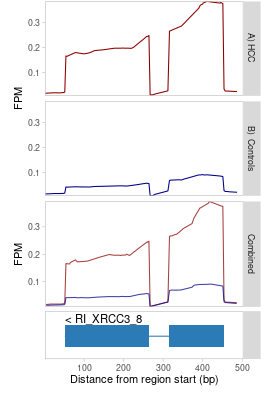 0.3
0.2
0.1
A) HCC
FPM
0.3
0.2
0.1
B) Controls
0.3
0.2
0.1
Combined
FPM
< RI_XRCC3_8
100
200
300
400
500
Distance from region start (bp)